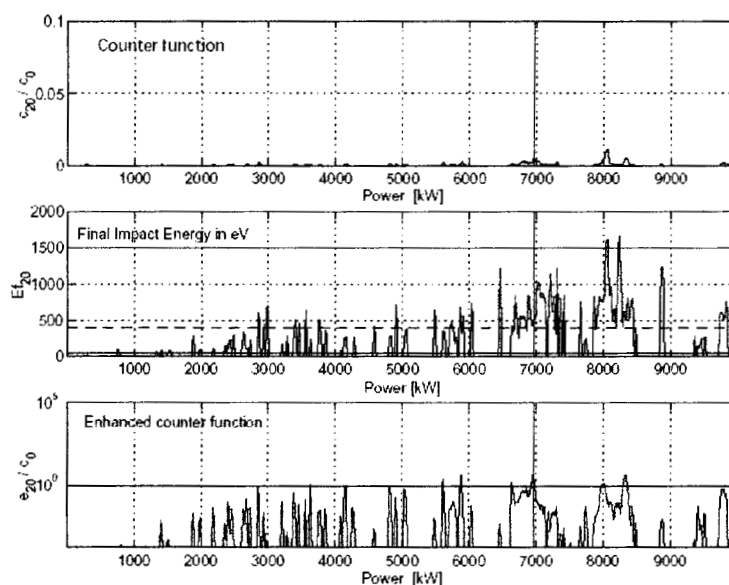 0.1
Counter function
0.05
c20 / c0
0
1000 2000 3000 4000 5000 6000 7000 8000 9000
Power [kW]
2000
Final Impact Energy in eV
1500
1000
Ef20
500
0
1000 2000 3000 4000 5000 6000 7000 8000 9000
Power [kW]
10^5
Enhanced counter function
e20 / c0
10^0
1000 2000 3000 4000 5000 6000 7000 8000 9000
Power [kW]